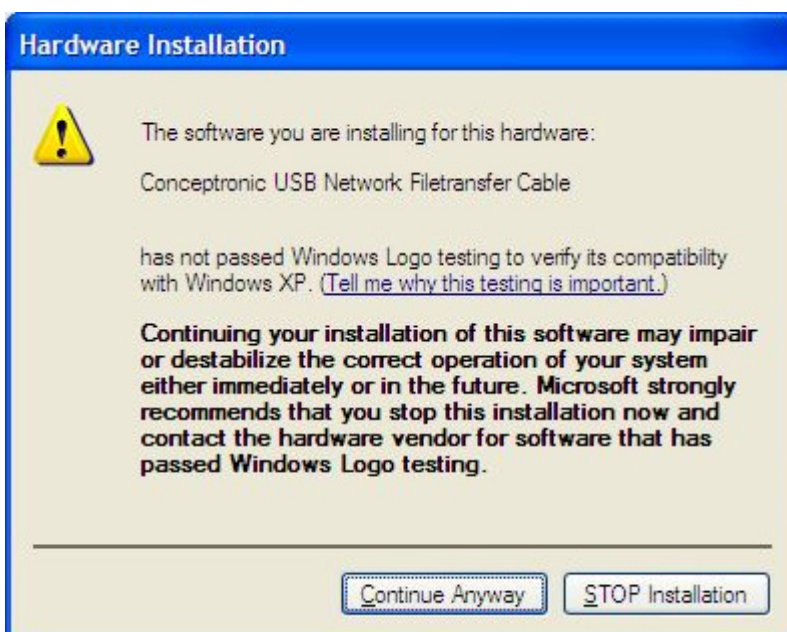 Hardware Installation
The software you are installing for this hardware:
Conceptronic USB Network Filetransfer Cable
has not passed Windows Logo testing to verify its compatibility
with Windows XP. (Tell me why this testing is important.)
Continuing your installation of this software may impair
or destabilize the correct operation of your system
either immediately or in the future. Microsoft strongly
recommends that you stop this installation now and
contact the hardware vendor for software that has
passed Windows Logo testing.
Continue Anyway
STOP Installation